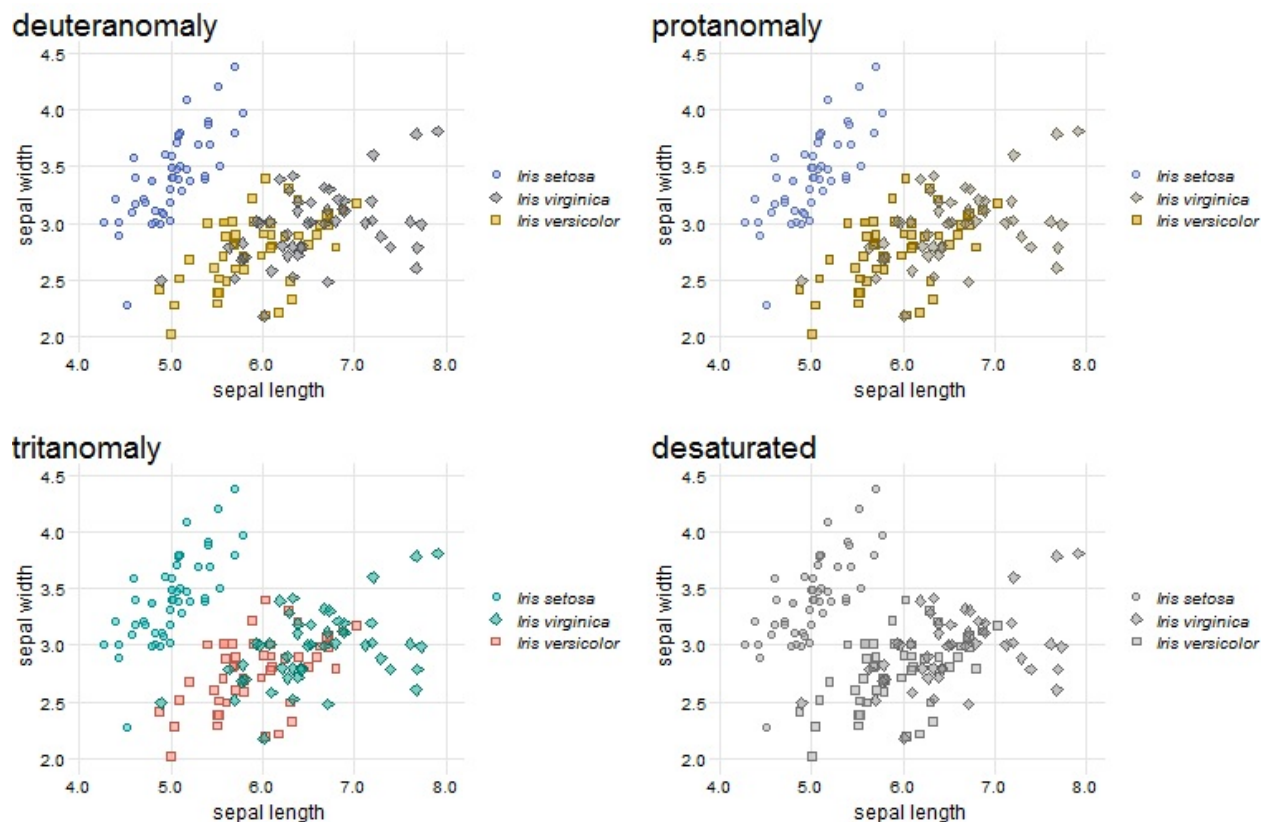 deuteranomaly
4.5
4.0
3.5
3.0
2.5
2.0
sepal width
4.0 5.0 6.0 7.0 8.0
sepal length
Iris setosa
Iris virginica
Iris versicolor
protanomaly
4.5
4.0
3.5
3.0
2.5
2.0
sepal width
4.0 5.0 6.0 7.0 8.0
sepal length
Iris setosa
Iris virginica
Iris versicolor
tritanomaly
4.5
4.0
3.5
3.0
2.5
2.0
sepal width
4.0 5.0 6.0 7.0 8.0
sepal length
Iris setosa
Iris virginica
Iris versicolor
desaturated
4.5
4.0
3.5
3.0
2.5
2.0
sepal width
4.0 5.0 6.0 7.0 8.0
sepal length
Iris setosa
Iris virginica
Iris versicolor